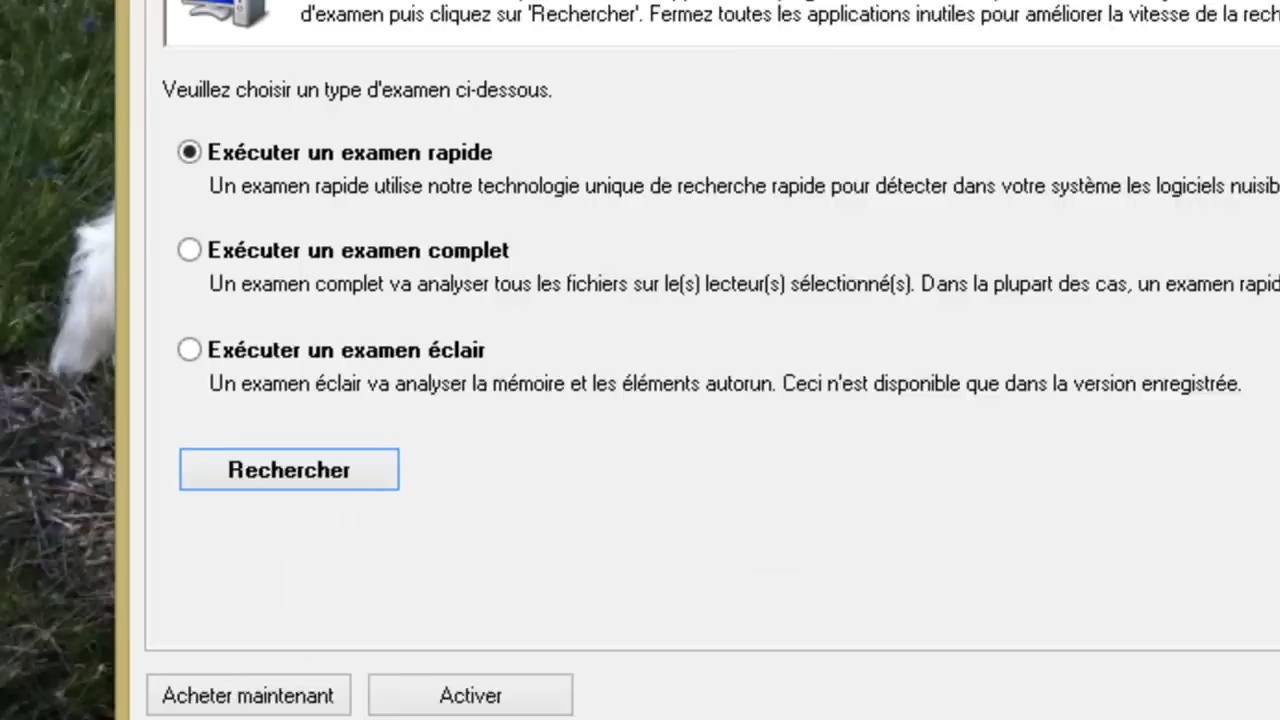 d'examen puis cliquez sur 'Rechercher'. Fermez toutes les applications inutiles pour améliorer la vitesse de la
Veuillez choisir un type d'examen ci-dessous.
Exécuter un examen rapide
Un examen rapide utilise notre technologie unique de recherche rapide pour détecter dans votre système les logiciels
Exécuter un examen complet
Un examen complet va analyser tous les fichiers sur le(s) lecteur(s) sélectionné(s). Dans la plupart des cas, un examen
Exécuter un examen éclair
Un examen éclair va analyser la mémoire et les éléments autorun. Ceci n'est disponible que dans la version enregistrée.
Rechercher
Acheter maintenant
Activer